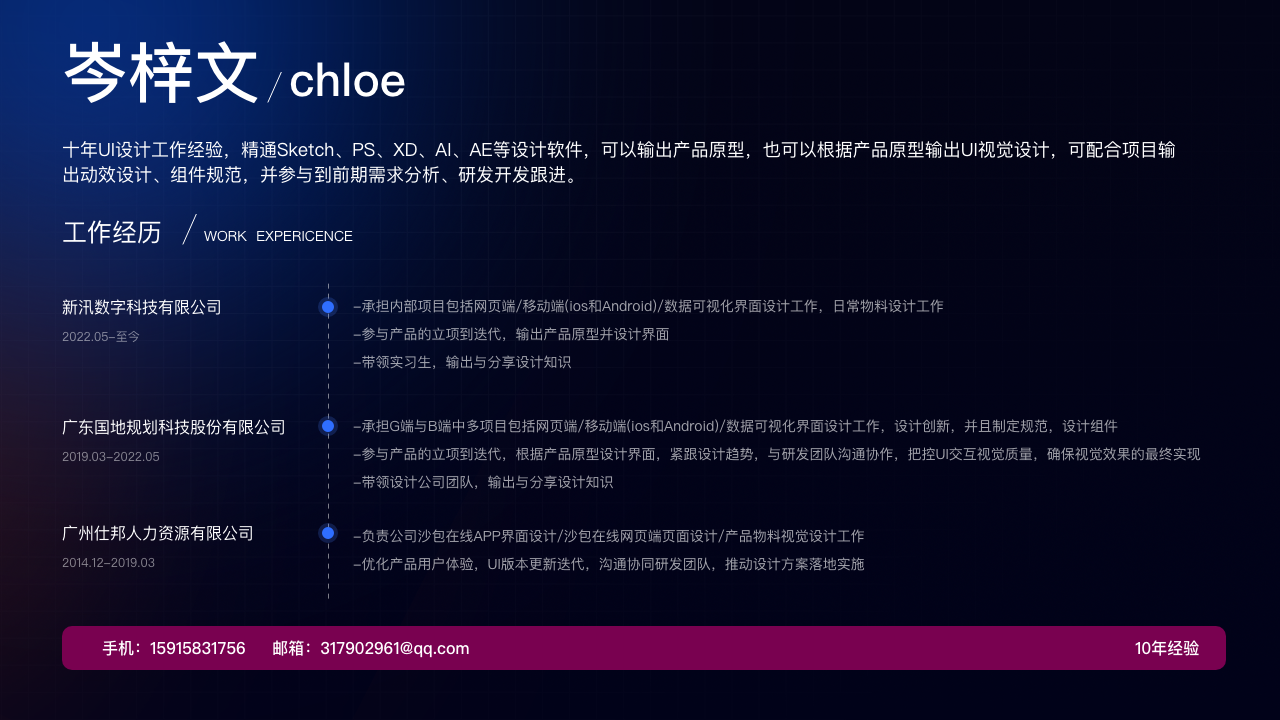 岑梓文 / chloe
十年UI设计工作经验，精通Sketch、PS、XD、AI、AE等设计软件，可以输出产品原型，也可以根据产品原型输出UI视觉设计，可配合项目输
出动效设计、组件规范，并参与到前期需求分析、研发开发跟进。
工作经历 / WORK EXPERICENCE
新汛数字科技有限公司
2022.05-至今
-承担内部项目包括网页端/移动端(ios和Android)/数据可视化界面设计工作，日常物料设计工作
-参与产品的立项到迭代，输出产品原型并设计界面
-带领实习生，输出与分享设计知识
广东国地规划科技股份有限公司
2019.03-2022.05
-承担G端与B端中多项目包括网页端/移动端(ios和Android)/数据可视化界面设计工作，设计创新，并且制定规范，设计组件
-参与产品的立项到迭代，根据产品原型设计界面，紧跟设计趋势，与研发团队沟通协作，把控UI交互视觉质量，确保视觉效果的最终实现
-带领设计公司团队，输出与分享设计知识
广州仕邦人力资源有限公司
2014.12-2019.03
-负责公司沙包在线APP界面设计/沙包在线网页端页面设计/产品物料视觉设计工作
-优化产品用户体验，UI版本更新迭代，沟通协同研发团队，推动设计方案落地实施
手机：15915831756 邮箱：317902961@qq.com 10年经验